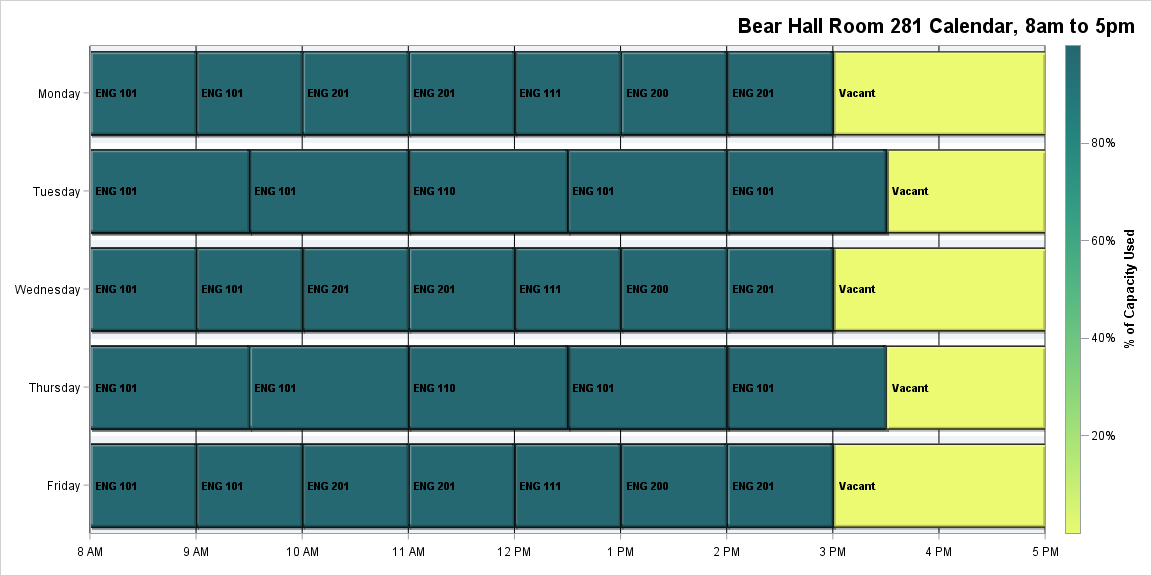 Bear Hall Room 281 Calendar, 8am to 5pm
Monday ENG 101 ENG 101 ENG 201 ENG 201 ENG 111 ENG 200 ENG 201 Vacant
Tuesday ENG 101 ENG 101 ENG 110 ENG 101 ENG 101 Vacant
Wednesday ENG 101 ENG 101 ENG 201 ENG 201 ENG 111 ENG 200 ENG 201 Vacant
Thursday ENG 101 ENG 101 ENG 110 ENG 101 ENG 101 Vacant
Friday ENG 101 ENG 101 ENG 201 ENG 201 ENG 111 ENG 200 ENG 201 Vacant
8 AM 9 AM 10 AM 11 AM 12 PM 1 PM 2 PM 3 PM 4 PM 5 PM
80%
60%
40%
20%
% of Capacity Used